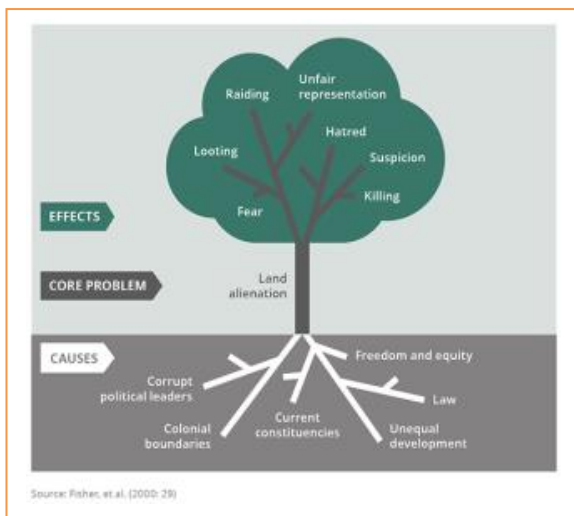 Unfair
representation
Raiding
Hatred
Looting
Suspicion
Killing
Fear
EFFECTS
CORE PROBLEM
Land
alienation
CAUSES
Freedom and equity
Corrupt
political leaders
Law
Current
constituencies
Colonial
boundaries
Unequal
development
Source: Fisher, et.al. (2000: 29)